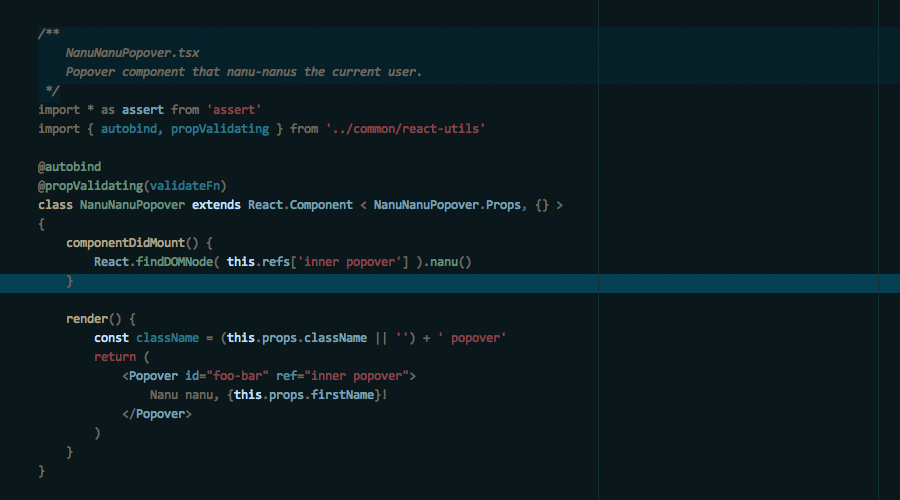 /**
    NanuNanuPopover.tsx
    Popover component that nanu-nanus the current user.
 */
import * as assert from 'assert'
import { autobind, propValidating } from '../common/react-utils'

@autobind
@propValidating(validateFn)
class NanuNanuPopover extends React.Component < NanuNanuPopover.Props, {} >
{
    componentDidMount() {
        React.findDOMNode( this.refs['inner popover'] ).nanu()
    }

    render() {
        const className = (this.props.className || '') + ' popover'
        return (
            <Popover id="foo-bar" ref="inner popover">
                Nanu nanu, {this.props.firstName}!
            </Popover>
        )
    }
}